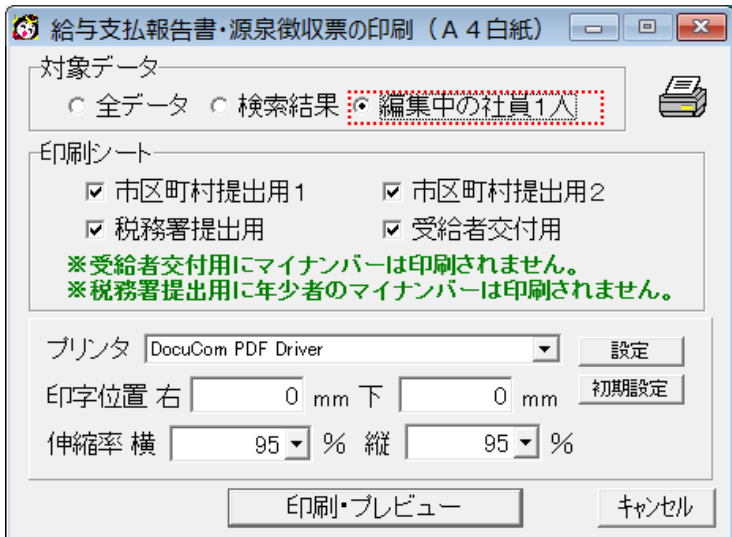 給与支払報告書・源泉徴収票の印刷（A4白紙）
対象データ
全データ 検索結果 編集中の社員1人
印刷シート
市区町村提出用1 市区町村提出用2
税務署提出用 受給者交付用
※受給者交付用にマイナンバーは印刷されません。
※税務署提出用に年少者のマイナンバーは印刷されません。
プリンタ DocuCom PDF Driver 設定
印字位置 右 0 mm 下 0 mm 初期設定
伸縮率 横 95 % 縦 95 %
印刷・プレビュー キャンセル